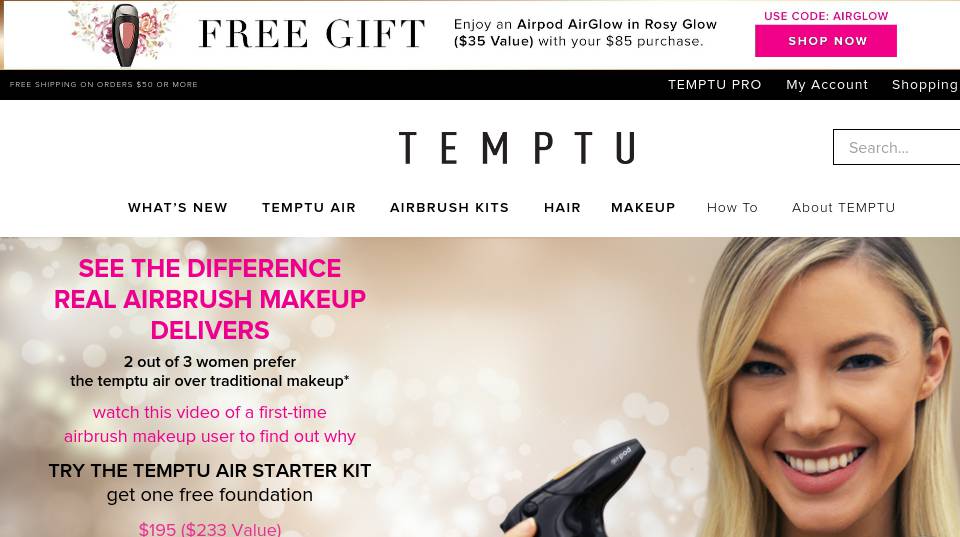 FREE GIFT
Enjoy an Airpod AirGlow in Rosy Glow
($35 Value) with your $85 purchase.
USE CODE: AIRGLOW
SHOP NOW
FREE SHIPPING ON ORDERS $50 OR MORE
TEMPTU PRO My Account Shopping
TEMPTU
Search...
WHAT'S NEW TEMPTU AIR AIRBRUSH KITS HAIR MAKEUP How To About TEMPTU
SEE THE DIFFERENCE
REAL AIRBRUSH MAKEUP
DELIVERS
2 out of 3 women prefer
the temptu air over traditional makeup*
watch this video of a first-time
airbrush makeup user to find out why
TRY THE TEMPTU AIR STARTER KIT
get one free foundation
$195 ($233 Value)
airpod